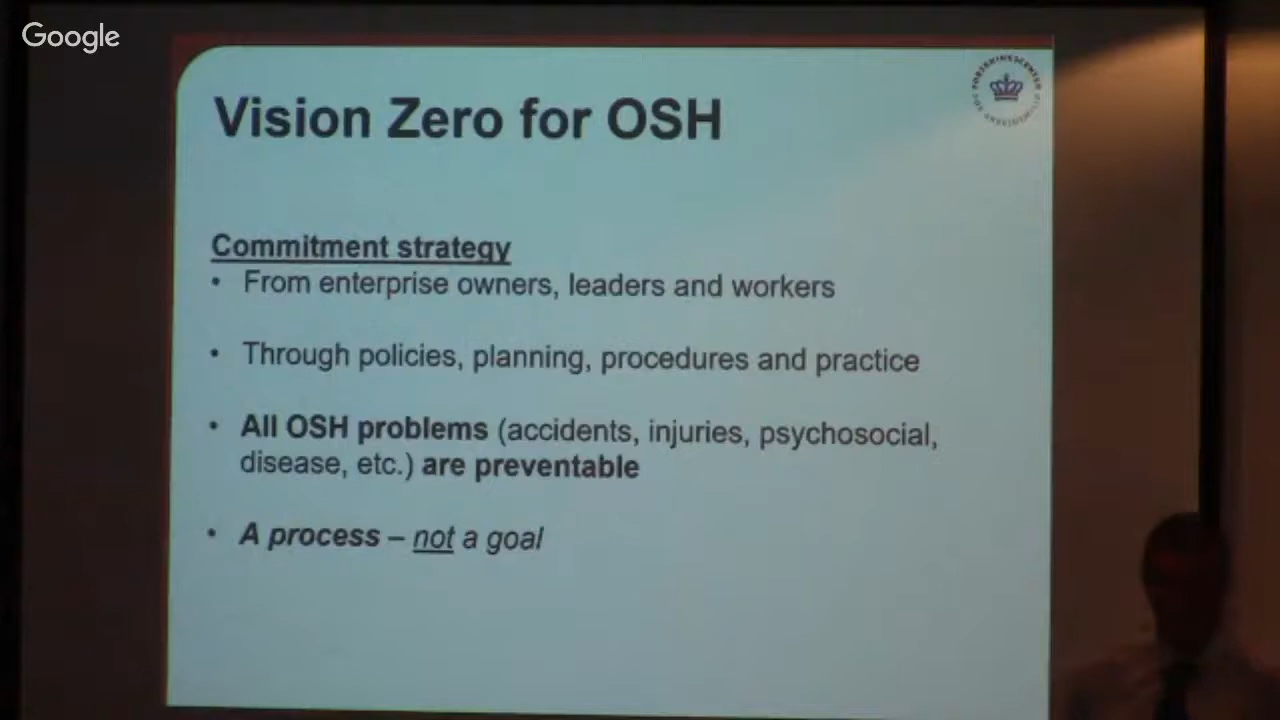 Google
Vision Zero for OSH
Commitment strategy
• From enterprise owners, leaders and workers
• Through policies, planning, procedures and practice
• All OSH problems (accidents, injuries, psychosocial,
disease, etc.) are preventable
• A process – not a goal